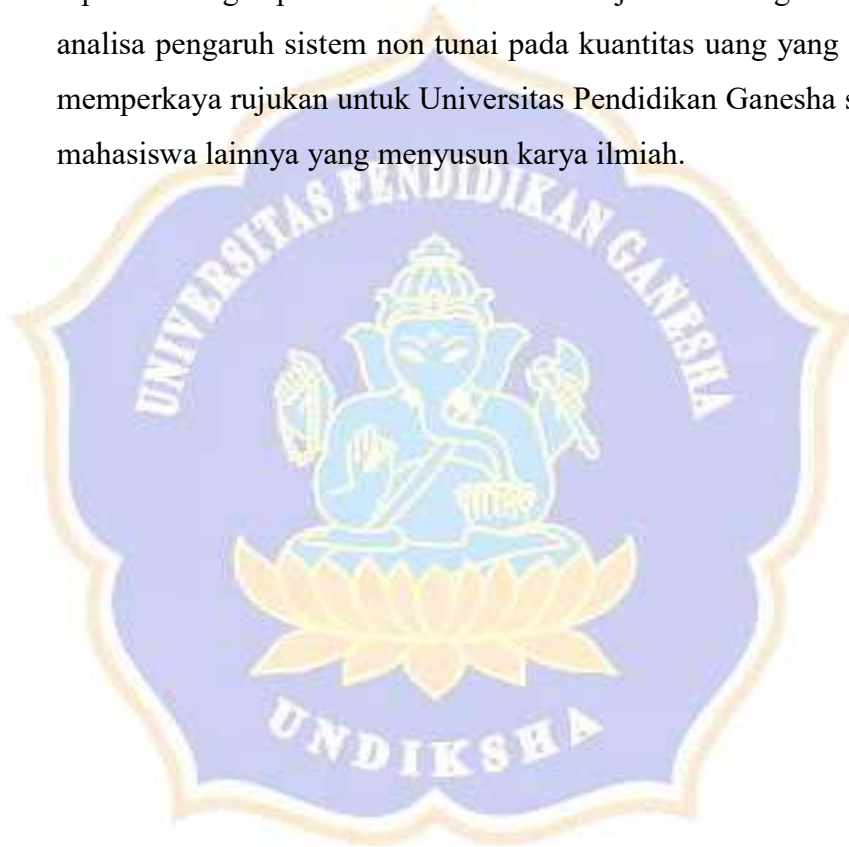 analisa pengaruh sistem non tunai pada kuantitas uang yang
memperkaya rujukan untuk Universitas Pendidikan Ganesha
mahasiswa lainnya yang menyusun karya ilmiah.
UNIVERSITAS PENDIDIKAN GANESHA
UNDIKSHA